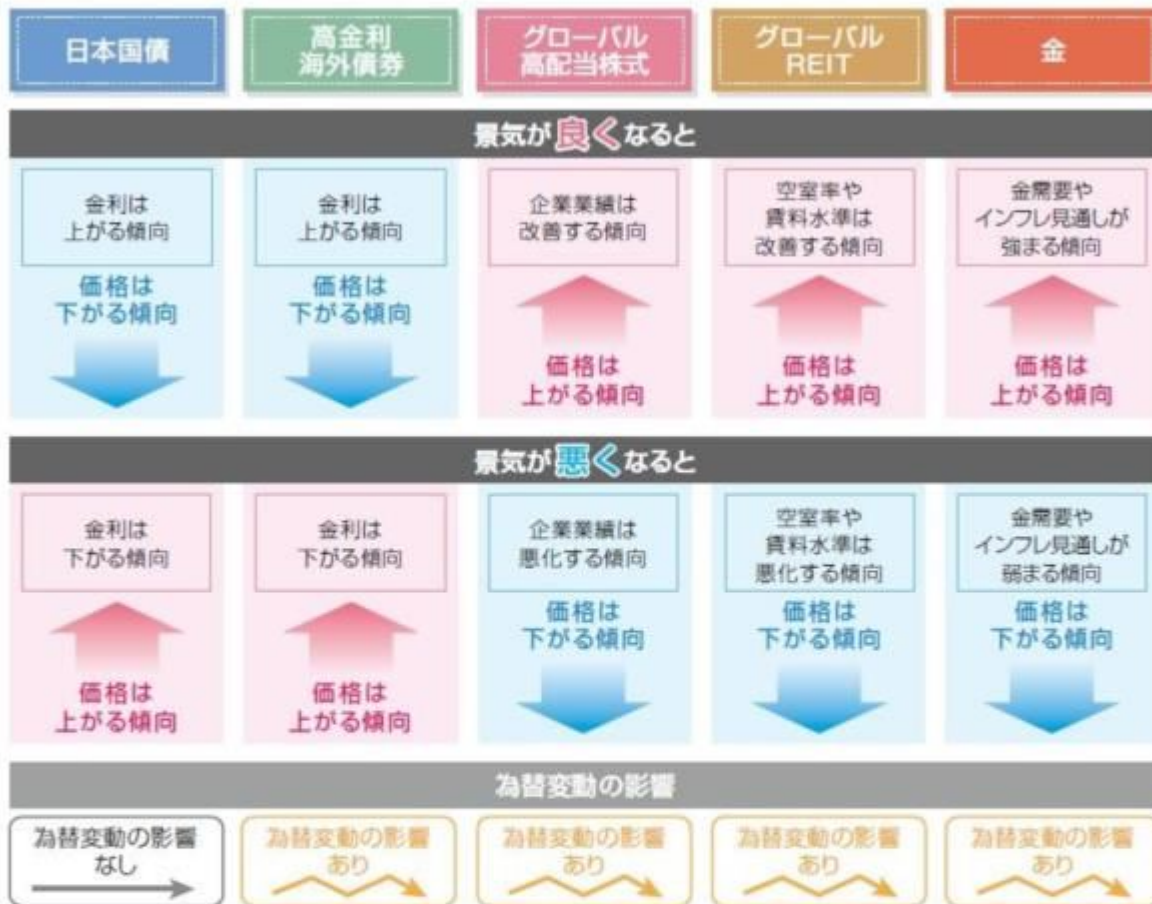 日本国債
高金利
海外債券
グローバル
高配当株式
グローバル
REIT
金
景気が良くなると
金利は
上がる傾向
価格は
下がる傾向
金利は
上がる傾向
価格は
下がる傾向
企業業績は
改善する傾向
価格は
上がる傾向
空室率や
賃料水準は
改善する傾向
価格は
上がる傾向
金需要や
インフレ見通しが
強まる傾向
価格は
上がる傾向
景気が悪くなると
金利は
下がる傾向
価格は
上がる傾向
金利は
下がる傾向
価格は
上がる傾向
企業業績は
悪化する傾向
価格は
下がる傾向
空室率や
賃料水準は
悪化する傾向
価格は
下がる傾向
金需要や
インフレ見通しが
弱まる傾向
価格は
下がる傾向
為替変動の影響
為替変動の影響
なし
為替変動の影響
あり
為替変動の影響
あり
為替変動の影響
あり
為替変動の影響
あり